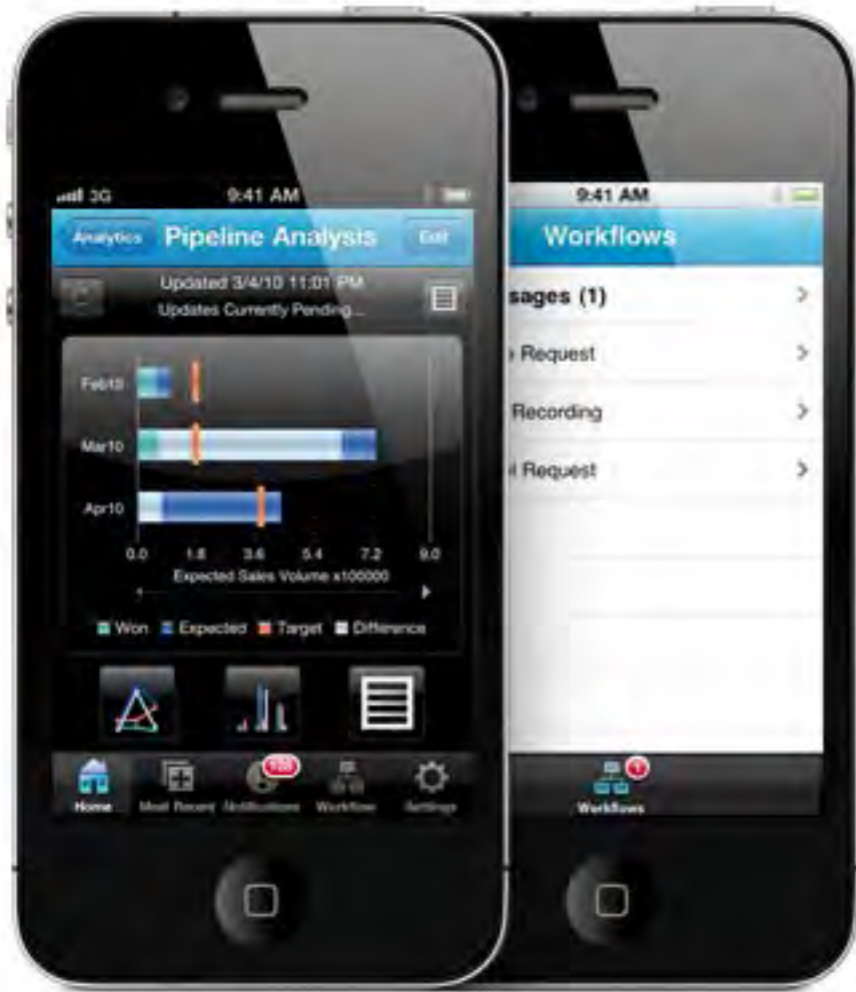 3G 9:41 AM
Analytics Pipeline Analysis Edit
Updated 3/4/10 11:01 PM
Updates Currently Pending...
Feb10
Mar10
Apr10
0.0 1.8 3.6 5.4 7.2 9.0
Expected Sales Volume x100000
Won Expected Target Difference
Home Most Recent Notifications Workflow Settings
9:41 AM
Workflows
sages (1)
Request
Recording
Request
1
Workflows